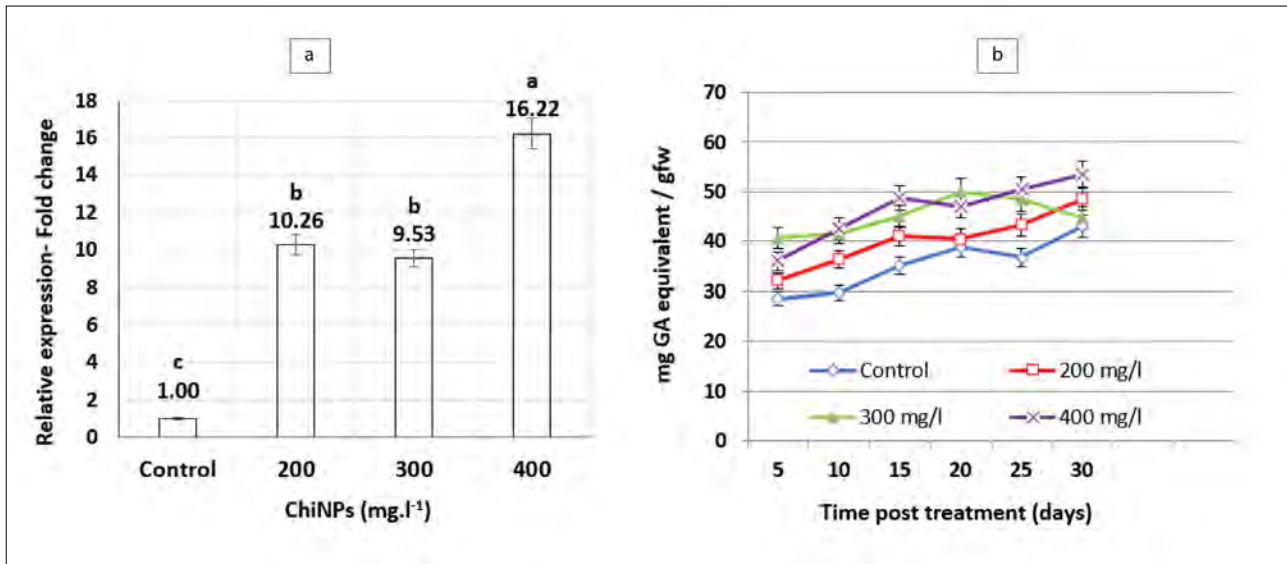 a
Relative expression- Fold change
18
16
14
12
10
8
6
4
2
0
c
1.00
b
10.26
b
9.53
a
16.22
Control 200 300 400
ChiNPs (mg.l⁻¹)
b
mg GA equivalent / gfw
70
60
50
40
30
20
10
0
Control 200 mg/l
300 mg/l 400 mg/l
5 10 15 20 25 30
Time post treatment (days)